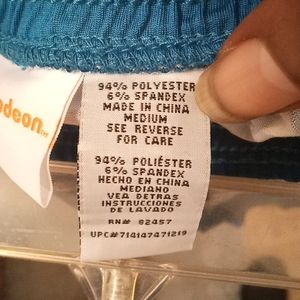 odeon™
94% POLYESTER
6% SPANDEX
MADE IN CHINA
MEDIUM
SEE REVERSE
FOR CARE
94% POLIÉSTER
6% SPANDEX
HECHO EN CHINA
MEDIANO
VEA DETRAS
INSTRUCCIONES
DE LAVADO
RN# 82457
UPC#714147471219